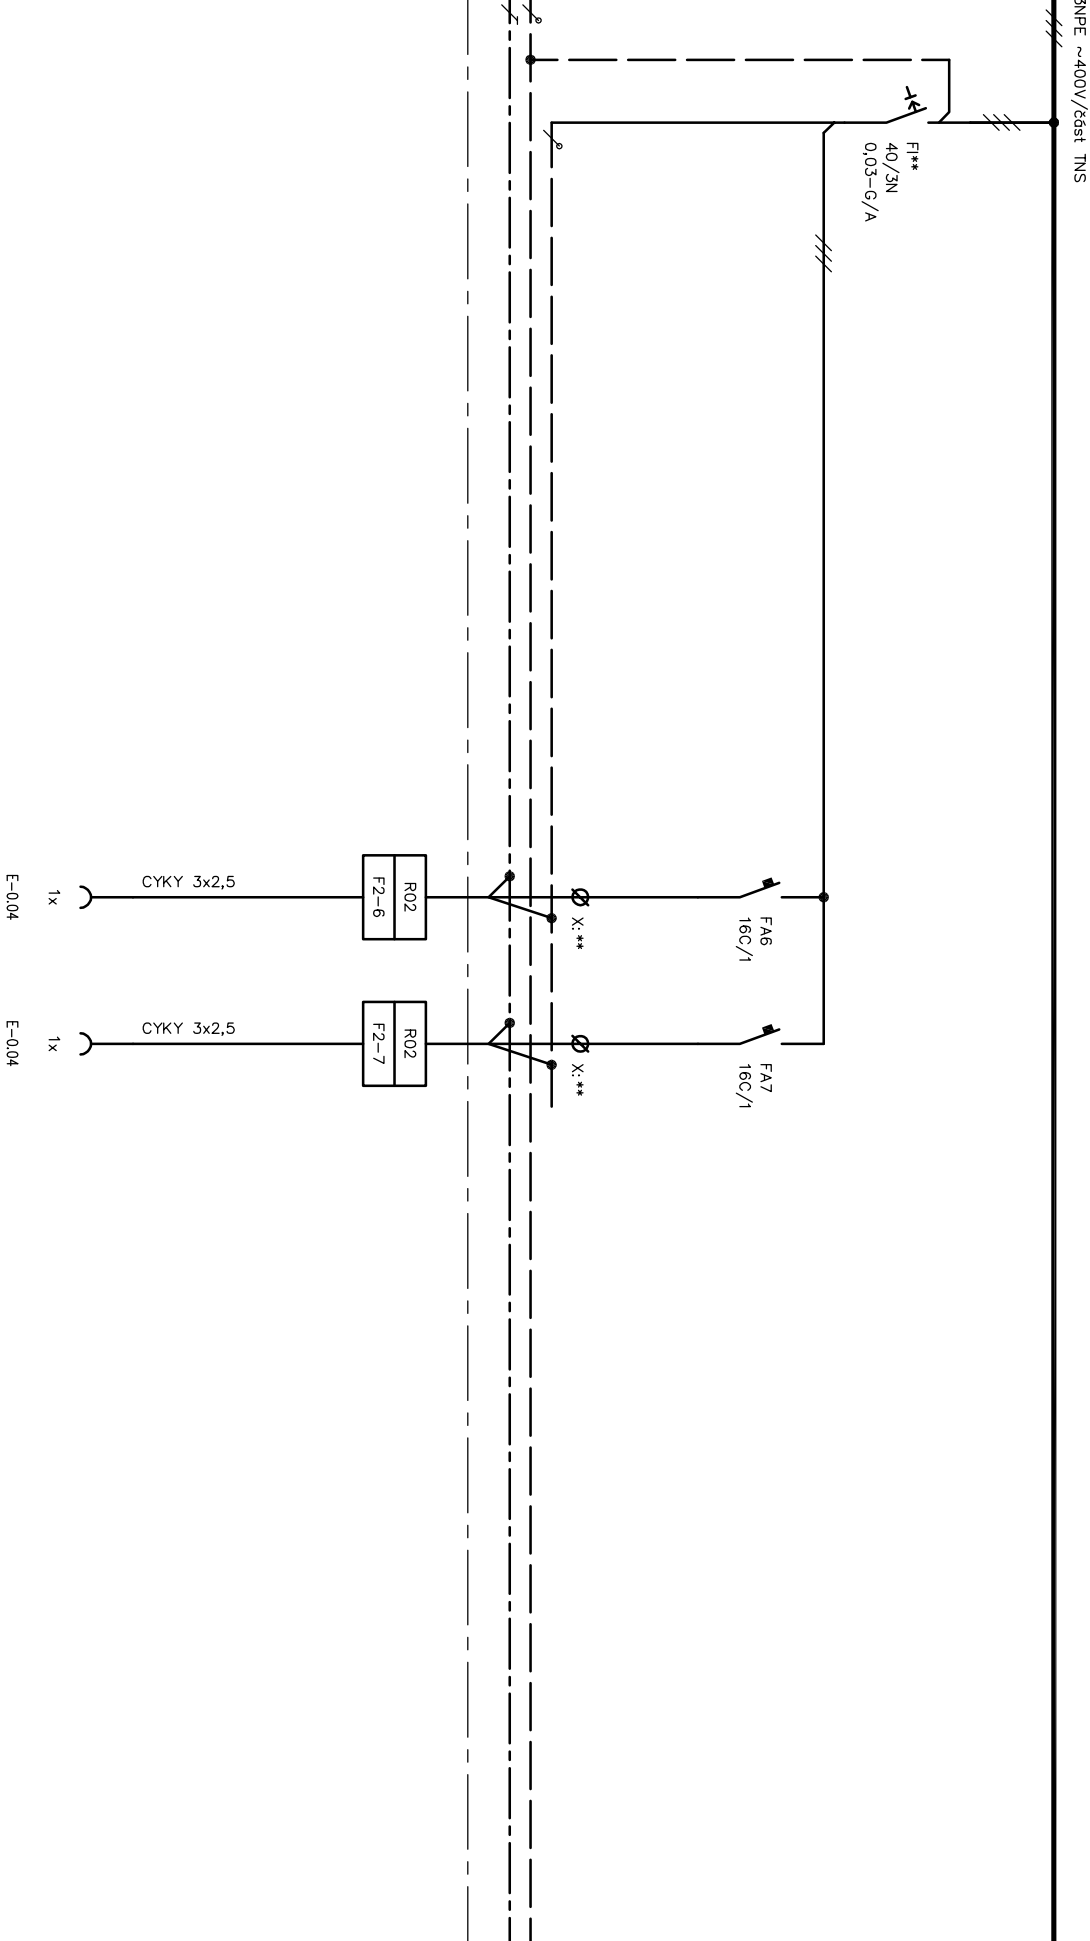 3NPE ~400V/část TNS
FI**
40/3N
0,03-G/A
FA6
16C/1
X:**
R02
F2-6
CYKY 3x2,5
1x
E-0.04
FA7
16C/1
X:**
R02
F2-7
CYKY 3x2,5
1x
E-0.04